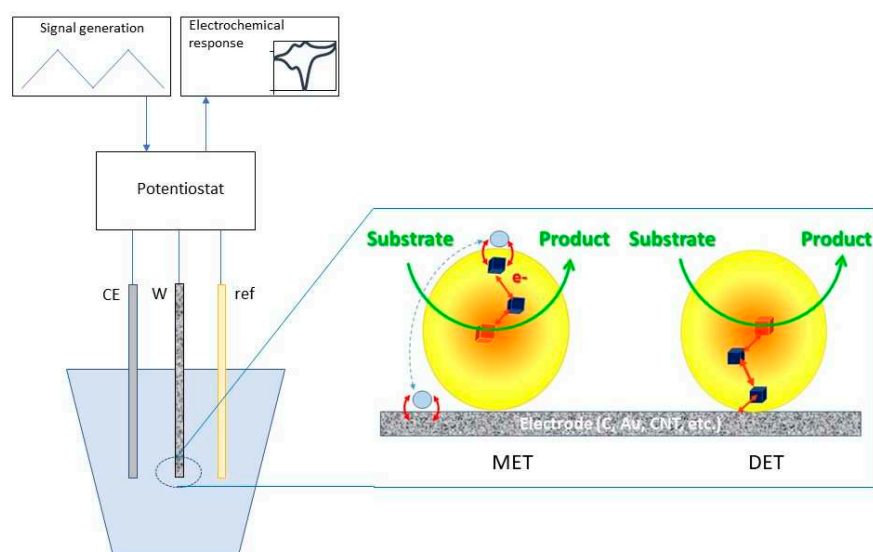 Signal generation
Electrochemical
response
Potentiostat
CE
W
ref
Substrate
Product
e-
Substrate
Product
Electrode (C, Au, CNT, etc.)
MET
DET